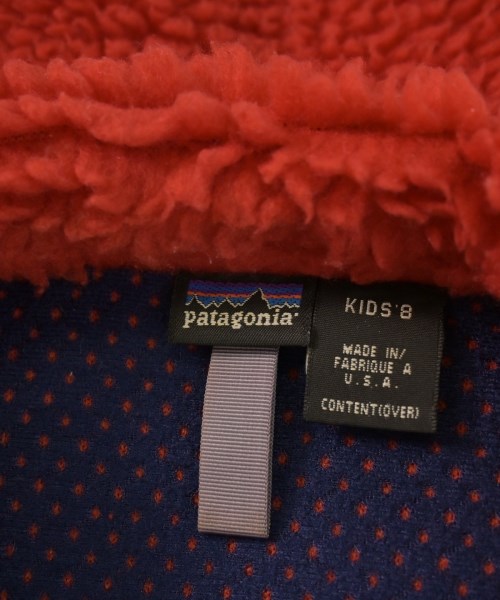 patagonia
KIDS'8
MADE IN/
FABRIQUE A
U.S.A.
CONTENT(OVER)